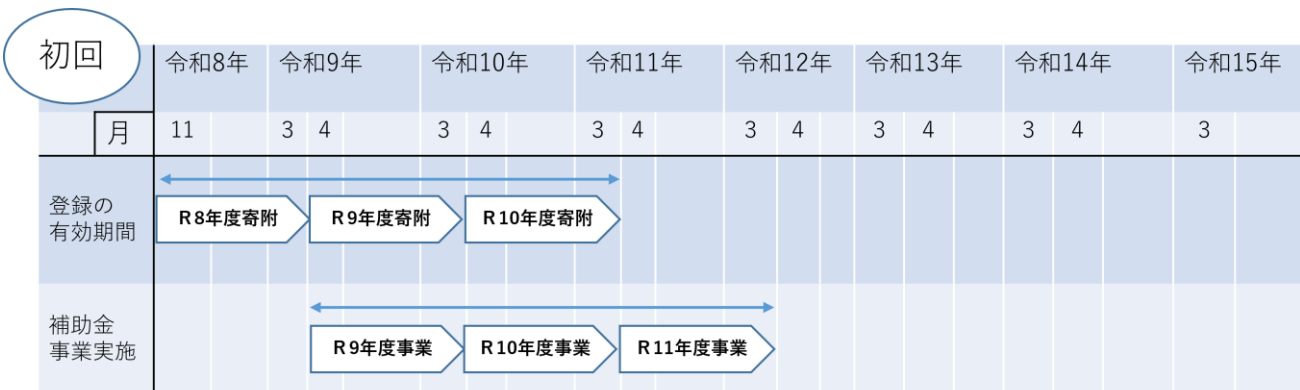 初回
令和8年 令和9年 令和10年 令和11年 令和12年 令和13年 令和14年 令和15年
月 11 3 4 3 4 3 4 3 4 3 4 3 4 3
登録の
有効期間
R8年度寄附 R9年度寄附 R10年度寄附
補助金
事業実施
R9年度事業 R10年度事業 R11年度事業